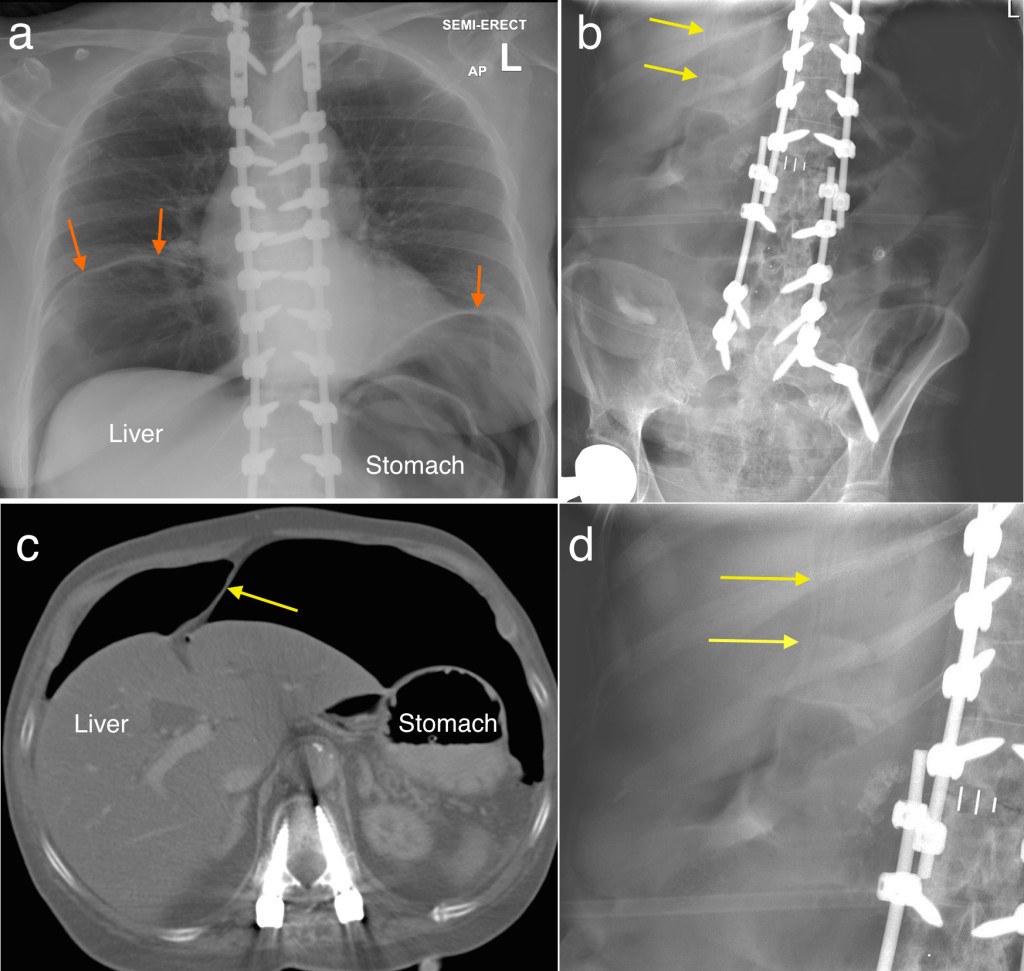 a
SEMI-ERECT
AP L
Liver
Stomach
b
L
c
Liver
Stomach
d